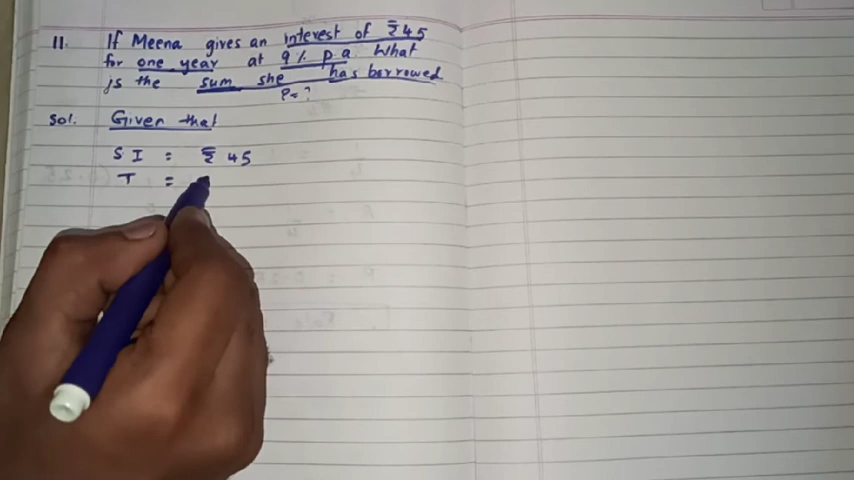 11. If Meena gives an interest of ₹45
for one year at 9% p a. What
is the sum she has borrowed
P=?
Sol. Given that
S I = ₹ 45
T =